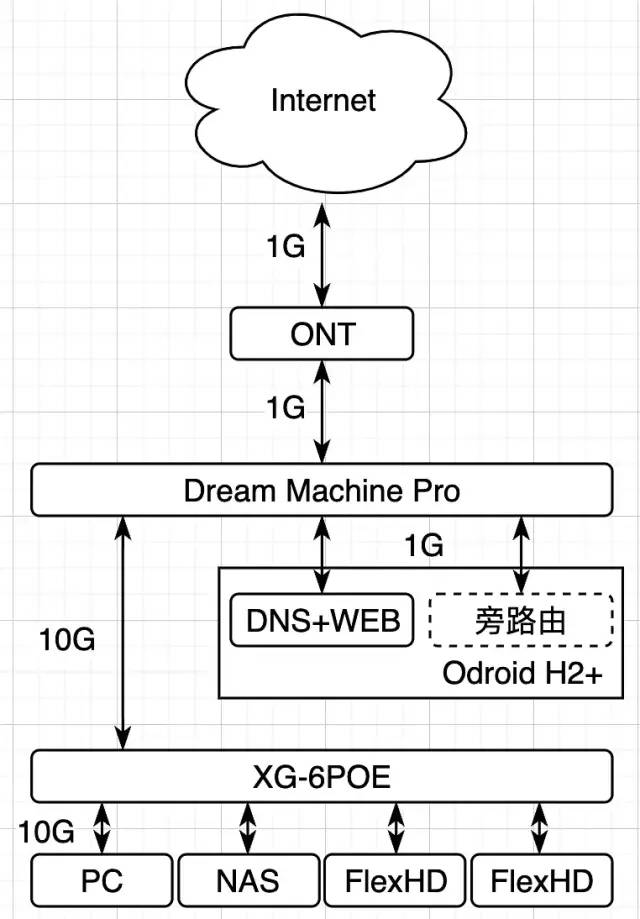 Internet
1G
ONT
1G
Dream Machine Pro
1G
DNS+WEB
旁路由
10G
Odroid H2+
XG-6POE
10G
PC
NAS
FlexHD
FlexHD